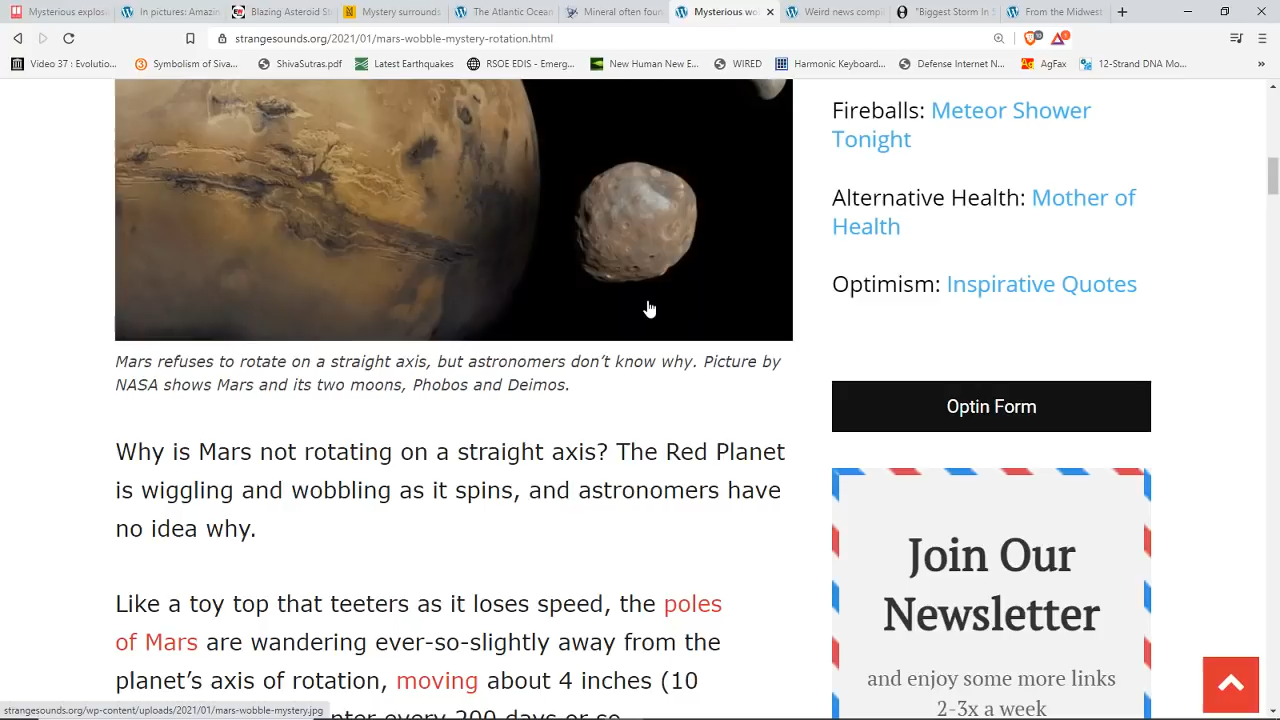 Mysterious explos
In pictures: Amazin
Blazing Asteroid St
Mystery surrounds
The Atlantic Ocean
Mineral often foun
Mysterious wo
Weird news compi
"Biggest Storm In S
From the Midwest
strangesounds.org/2021/01/mars-wobble-mystery-rotation.html
Video 37 : Evolutio...
Symbolism of Siva...
ShivaSutras.pdf
Latest Earthquakes
RSOE EDIS - Emerg...
New Human New E...
WIRED
Harmonic Keyboard...
Defense Internet N...
Ag AgFax
12-Strand DNA Mo...
Mars refuses to rotate on a straight axis, but astronomers don’t know why. Picture by
NASA shows Mars and its two moons, Phobos and Deimos.
Why is Mars not rotating on a straight axis? The Red Planet
is wiggling and wobbling as it spins, and astronomers have
no idea why.
Like a toy top that teeters as it loses speed, the poles
of Mars are wandering ever-so-slightly away from the
planet’s axis of rotation, moving about 4 inches (10
nter every 200 days or so
strangesounds.org/wp-content/uploads/2021/01/mars-wobble-mystery.jpg
Fireballs: Meteor Shower
Tonight
Alternative Health: Mother of
Health
Optimism: Inspirative Quotes
Optin Form
Join Our
Newsletter
and enjoy some more links
2-3x a week